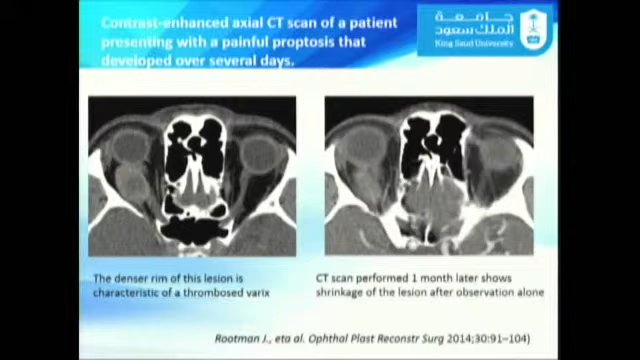 Contrast-enhanced axial CT scan of a patient
presenting with a painful proptosis that
developed over several days.
جامعة
الملك سعود
King Saud University
The denser rim of this lesion is
characteristic of a thrombosed varix
CT scan performed 1 month later shows
shrinkage of the lesion after observation alone
Rootman J., eta al. Ophthal Plast Reconstr Surg 2014;30:91–104)